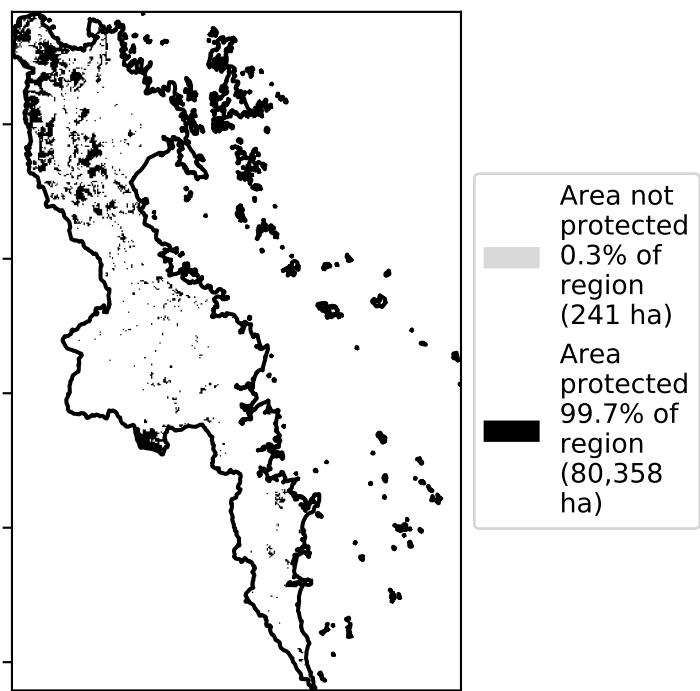 Area not
protected
0.3% of
region
(241 ha)
Area
protected
99.7% of
region
(80,358
ha)